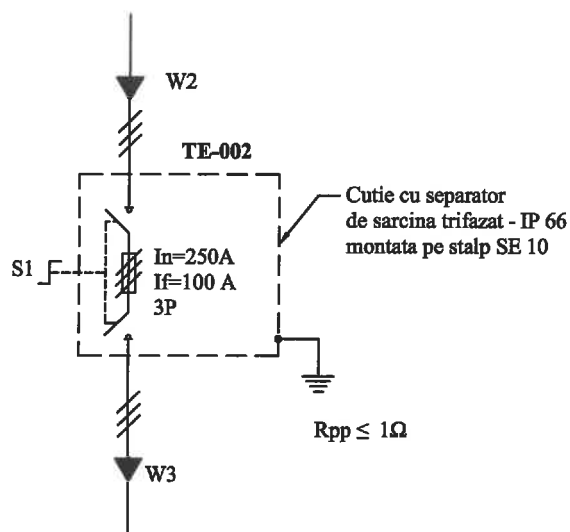 W2
TE-002
Cutie cu separator
de sarcina trifazat - IP 66
montata pe stalp SE 10
S1
In=250A
If=100 A
3P
Rpp ≤ 1Ω
W3